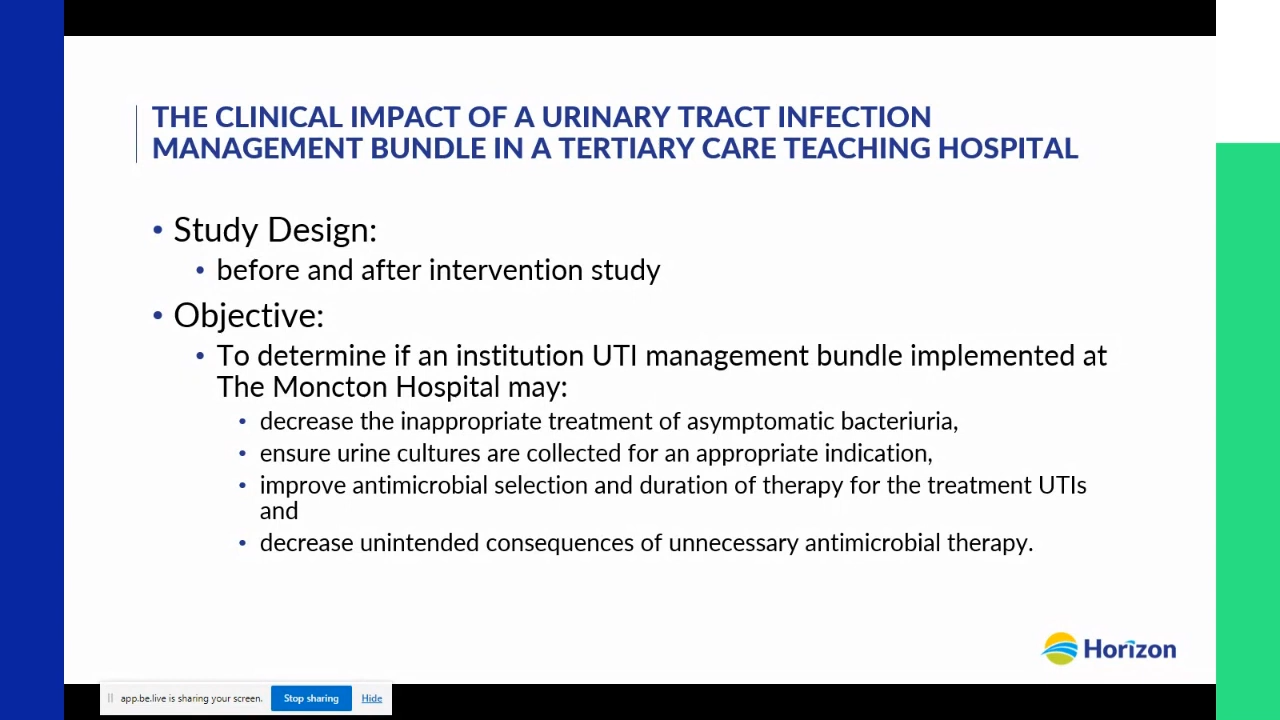 THE CLINICAL IMPACT OF A URINARY TRACT INFECTION
MANAGEMENT BUNDLE IN A TERTIARY CARE TEACHING HOSPITAL
• Study Design:
• before and after intervention study
• Objective:
• To determine if an institution UTI management bundle implemented at
The Moncton Hospital may:
• decrease the inappropriate treatment of asymptomatic bacteriuria,
• ensure urine cultures are collected for an appropriate indication,
• improve antimicrobial selection and duration of therapy for the treatment UTIs
and
• decrease unintended consequences of unnecessary antimicrobial therapy.
Horizon
app.be.live is sharing your screen. Stop sharing Hide